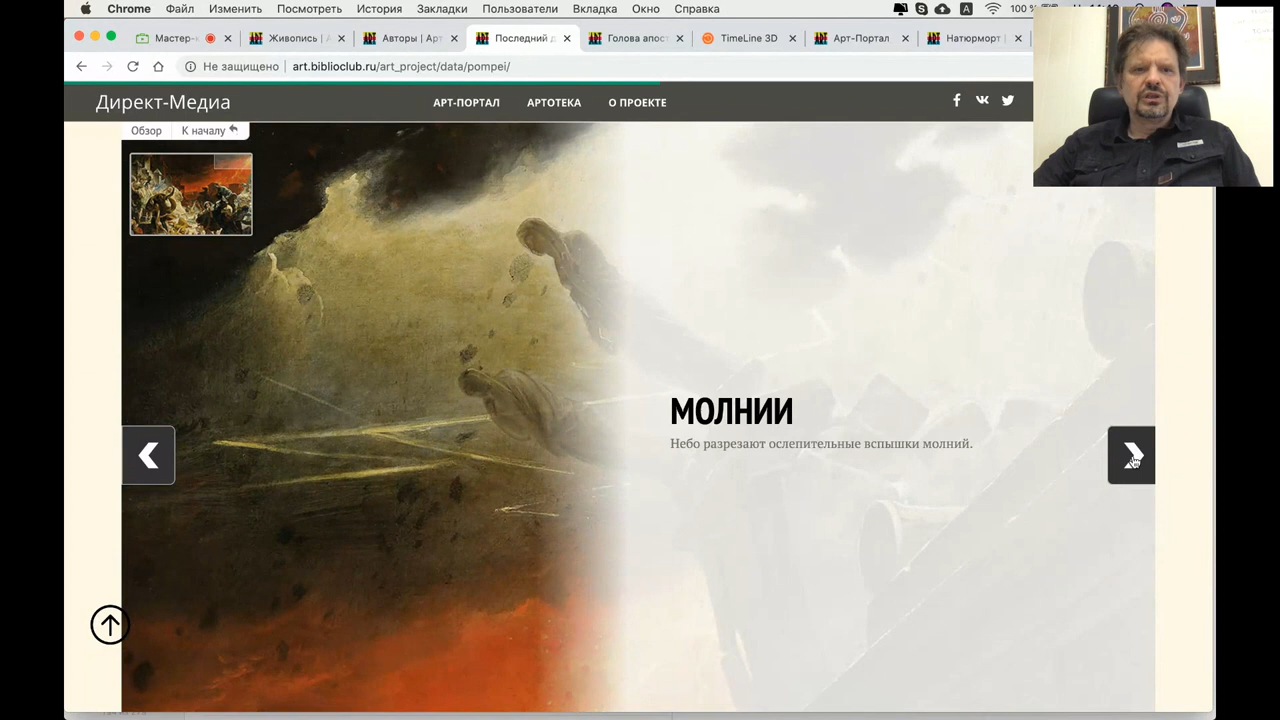 Chrome Файл Изменить Посмотреть История Закладки Пользователи Вкладка Окно Справка
A 100
Мастер- Живопись | А Авторы | Арт Последний д Голова апост TimeLine 3D Арт-Портал Натюрморт |
Не защищено art.biblioclub.ru/art_project/data/pompei/
Директ-Медиа АРТ-ПОРТАЛ АРТОТЕКА О ПРОЕКТЕ
Обзор К началу
МОЛНИИ
Небо разрезают ослепительные вспышки молний.